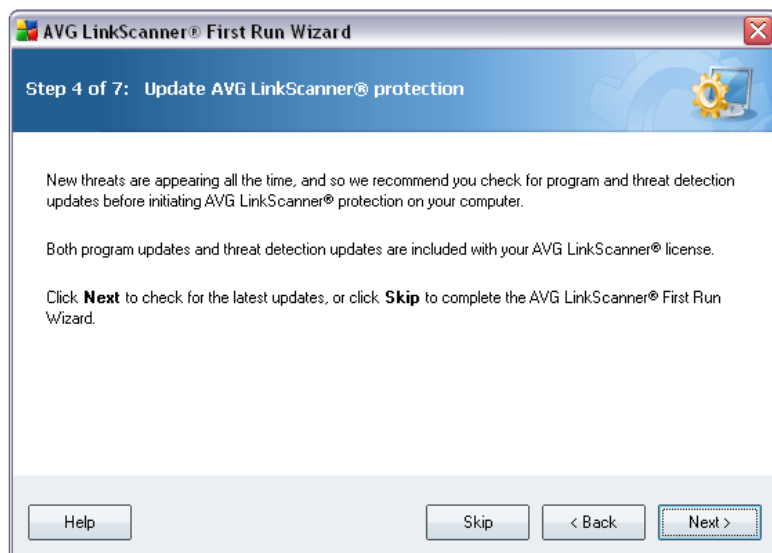 AVG LinkScanner® First Run Wizard
Step 4 of 7: Update AVG LinkScanner® protection
New threats are appearing all the time, and so we recommend you check for program and threat detection
updates before initiating AVG LinkScanner® protection on your computer.
Both program updates and threat detection updates are included with your AVG LinkScanner® license.
Click Next to check for the latest updates, or click Skip to complete the AVG LinkScanner® First Run
Wizard.
Help
Skip
< Back
Next >